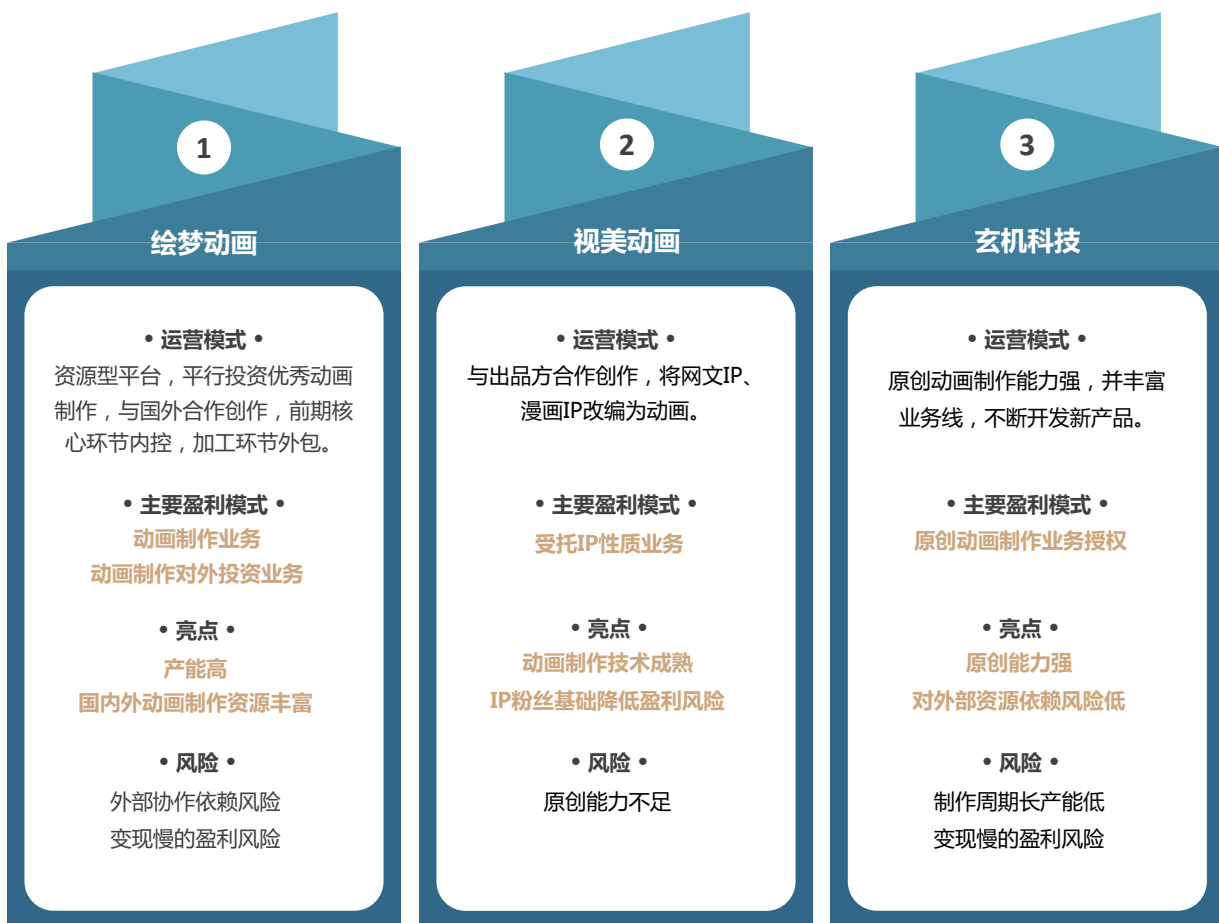 1
绘梦动画
• 运营模式 •
资源型平台，平行投资优秀动画
制作，与国外合作创作，前期核
心环节内控，加工环节外包。
• 主要盈利模式 •
动画制作业务
动画制作对外投资业务
• 亮点 •
产能高
国内外动画制作资源丰富
• 风险 •
外部协作依赖风险
变现慢的盈利风险
2
视美动画
• 运营模式 •
与出品方合作创作，将网文IP、
漫画IP改编为动画。
• 主要盈利模式 •
受托IP性质业务
• 亮点 •
动画制作技术成熟
IP粉丝基础降低盈利风险
• 风险 •
原创能力不足
3
玄机科技
• 运营模式 •
原创动画制作能力强，并丰富
业务线，不断开发新产品。
• 主要盈利模式 •
原创动画制作业务授权
• 亮点 •
原创能力强
对外部资源依赖风险低
• 风险 •
制作周期长产能低
变现慢的盈利风险